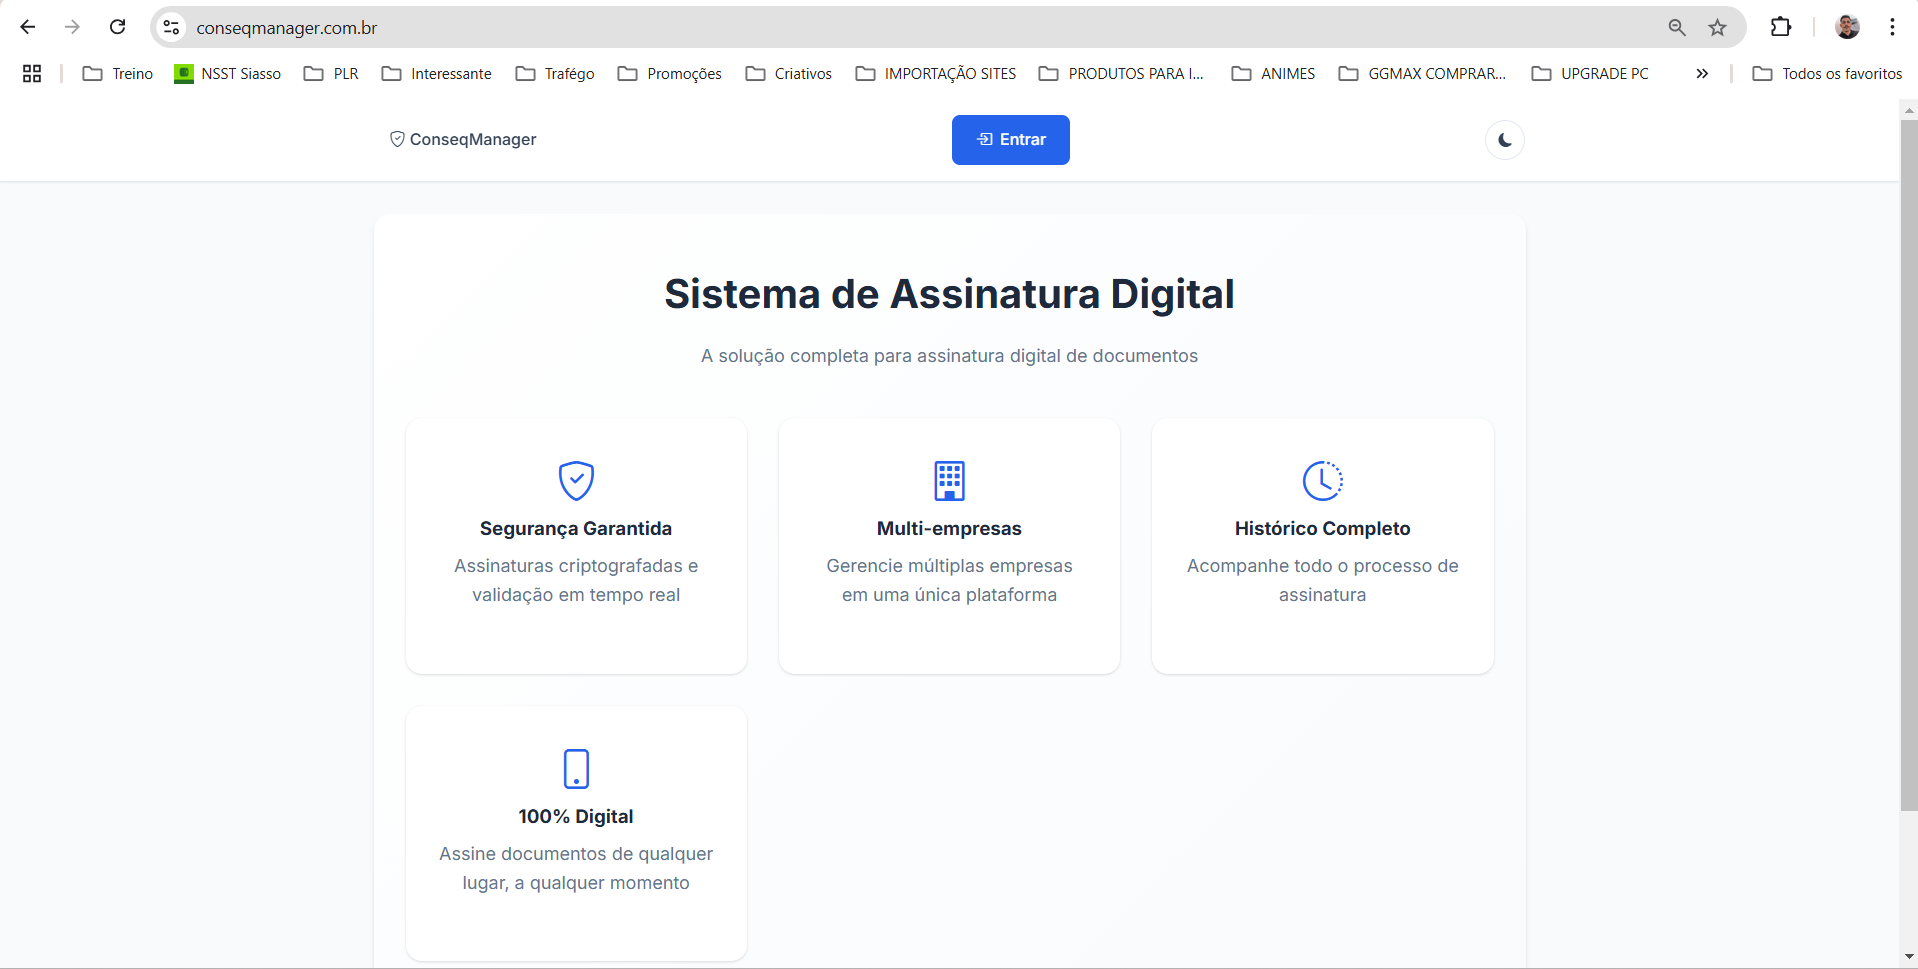 conseqmanager.com.br
Treino
NSST Siasso
PLR
Interessante
Trafégo
Promoções
Criativos
IMPORTAÇÃO SITES
PRODUTOS PARA I...
ANIMES
GGMAX COMPRAR...
UPGRADE PC
Todos os favoritos
ConseqManager
Entrar
Sistema de Assinatura Digital
A solução completa para assinatura digital de documentos
Segurança Garantida
Assinaturas criptografadas e
validação em tempo real
Multi-empresas
Gerencie múltiplas empresas
em uma única plataforma
Histórico Completo
Acompanhe todo o processo de
assinatura
100% Digital
Assine documentos de qualquer
lugar, a qualquer momento